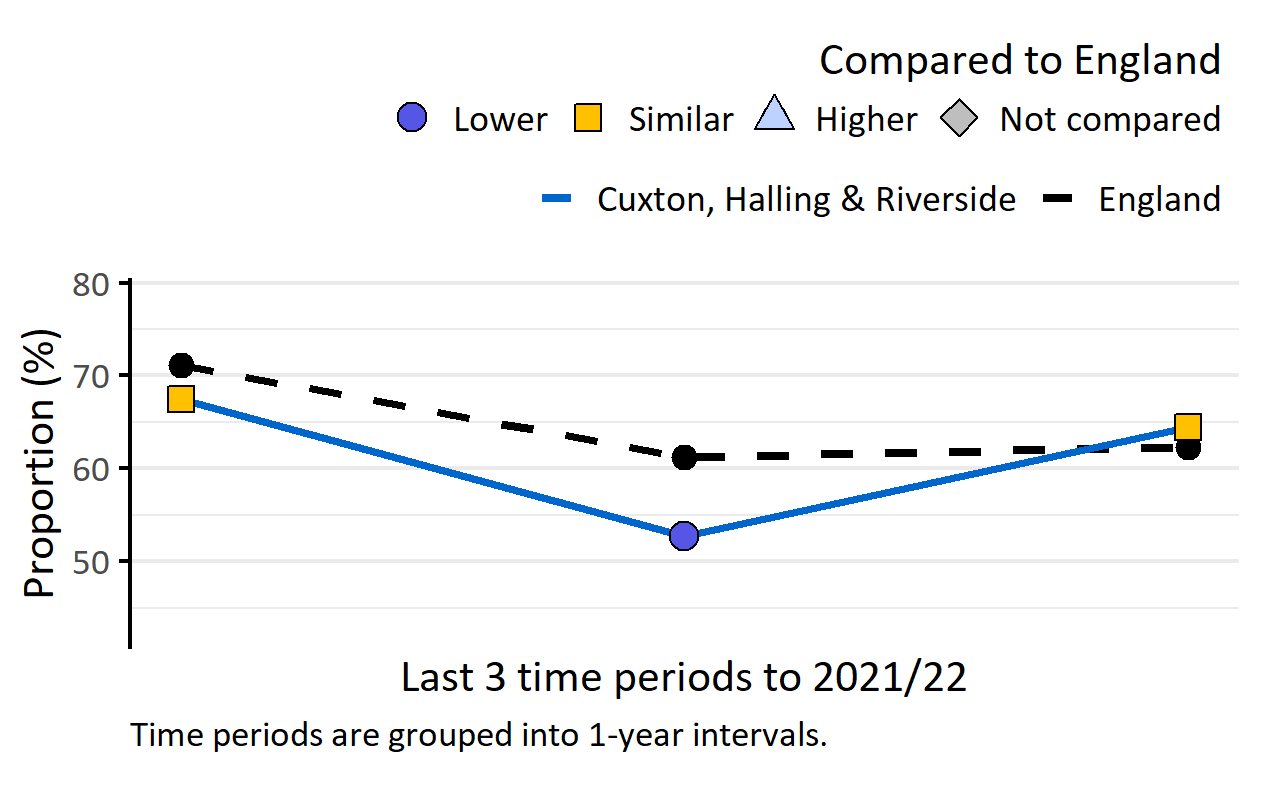 Compared to England
Lower Similar Higher Not compared
Cuxton, Halling & Riverside England
80
70
60
50
Proportion (%)
Last 3 time periods to 2021/22
Time periods are grouped into 1-year intervals.